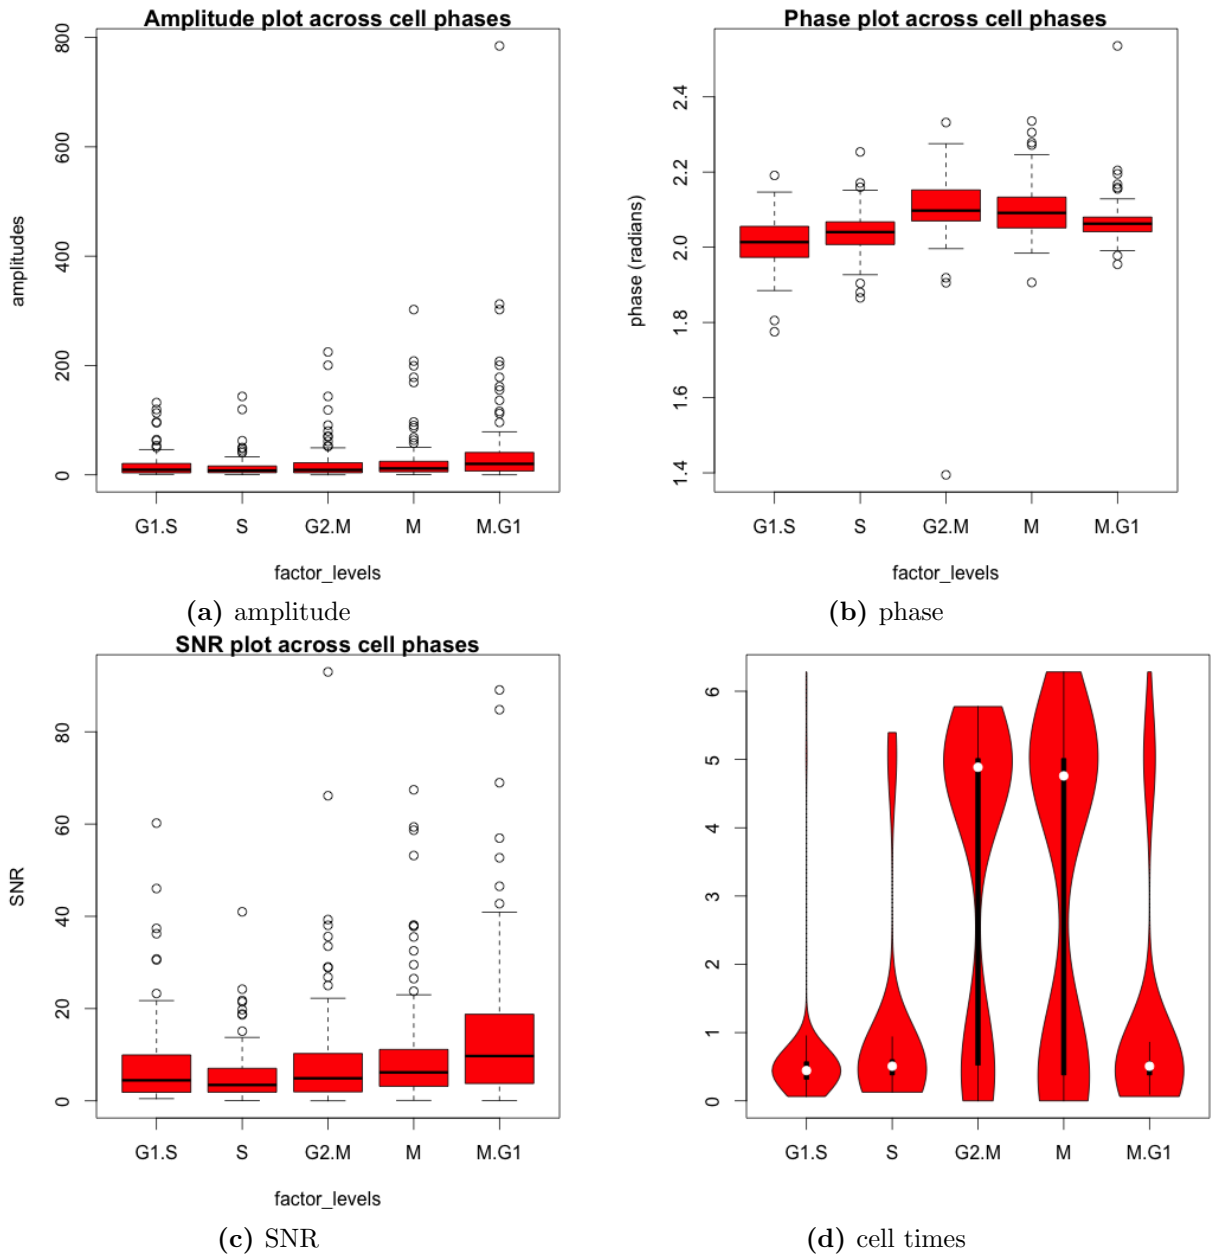 Amplitude plot across cell phases
800
600
400
200
0
amplitudes
G1.S S G2.M M M.G1
factor_levels
(a) amplitude
Phase plot across cell phases
2.4
2.2
2.0
1.8
1.6
1.4
phase (radians)
G1.S S G2.M M M.G1
factor_levels
(b) phase
SNR plot across cell phases
80
60
40
20
0
SNR
G1.S S G2.M M M.G1
factor_levels
(c) SNR
6
5
4
3
2
1
0
G1.S S G2.M M M.G1
(d) cell times